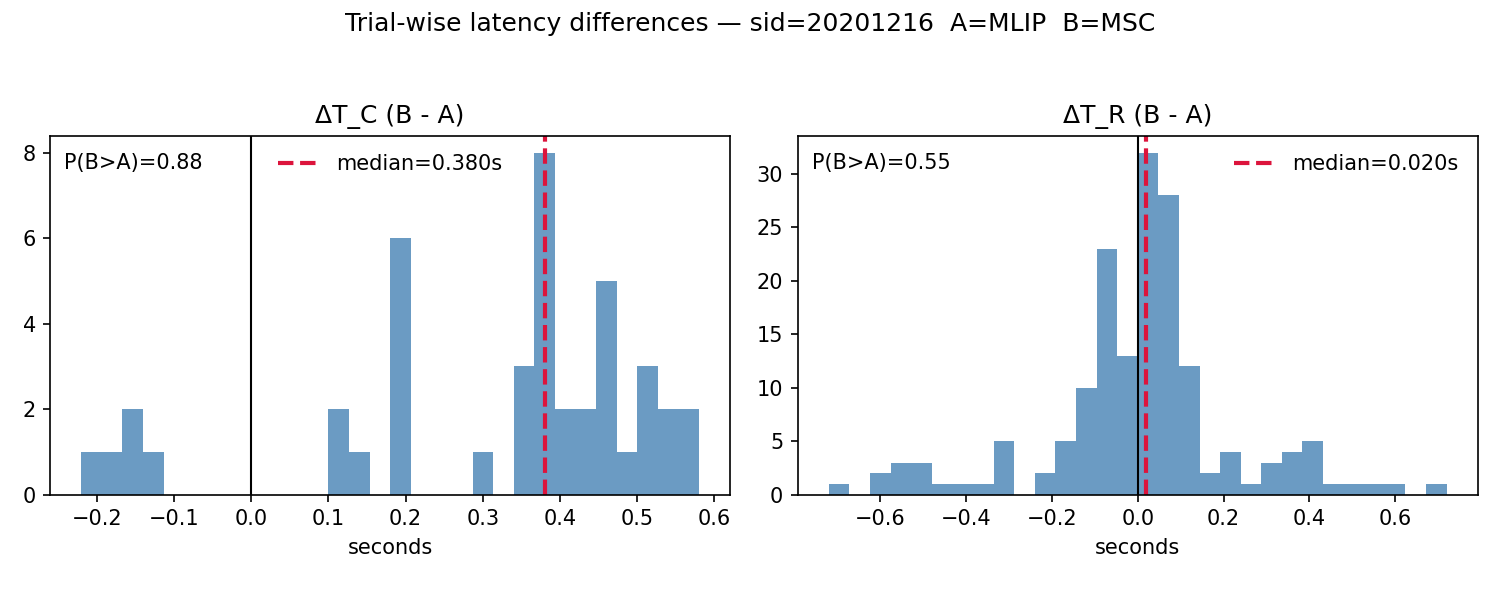 Trial-wise latency differences — sid=20201216  A=MLIP  B=MSC
ΔT_C (B - A)
P(B>A)=0.88
median=0.380s
8
6
4
2
0
−0.2 −0.1 0.0 0.1 0.2 0.3 0.4 0.5 0.6
seconds
ΔT_R (B - A)
P(B>A)=0.55
median=0.020s
30
25
20
15
10
5
0
−0.6 −0.4 −0.2 0.0 0.2 0.4 0.6
seconds